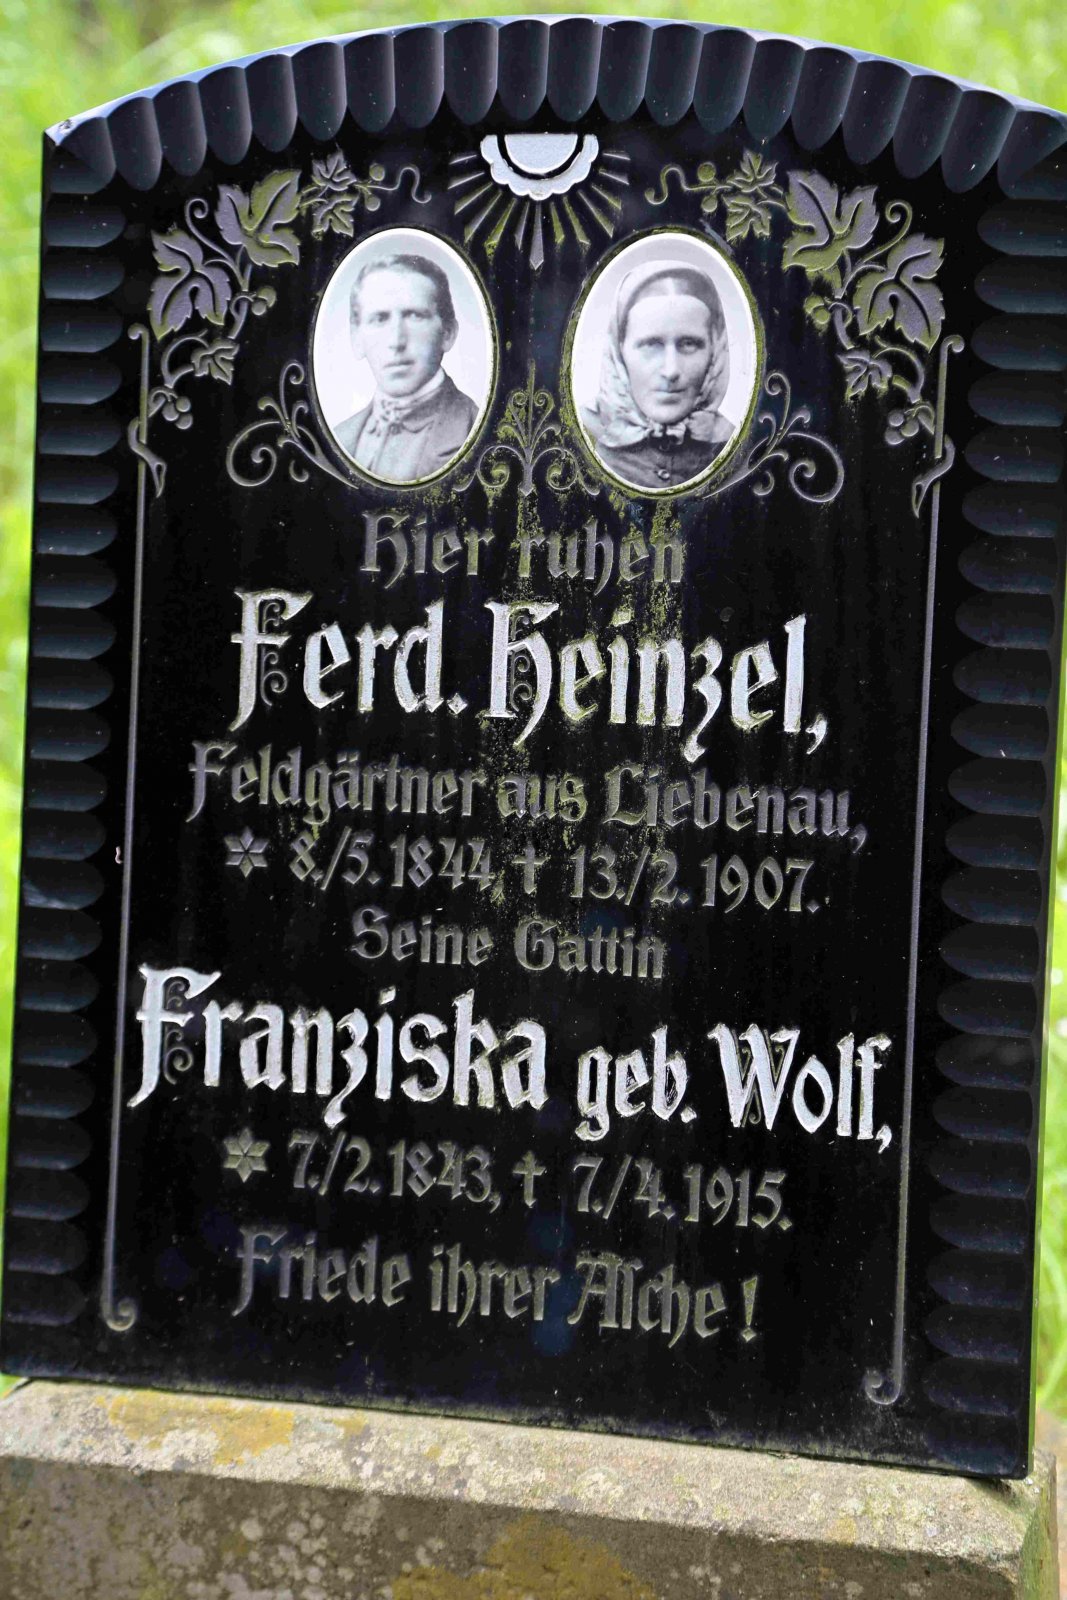 Hier ruhen
Ferd. Heinzel,
Feldgärtner aus Liebenau,
* 8./5. 1844, † 13./2. 1907.
Seine Gattin
Franziska geb. Wolf,
* 7./2. 1843, † 7./4. 1915.
Friede ihrer Asche!